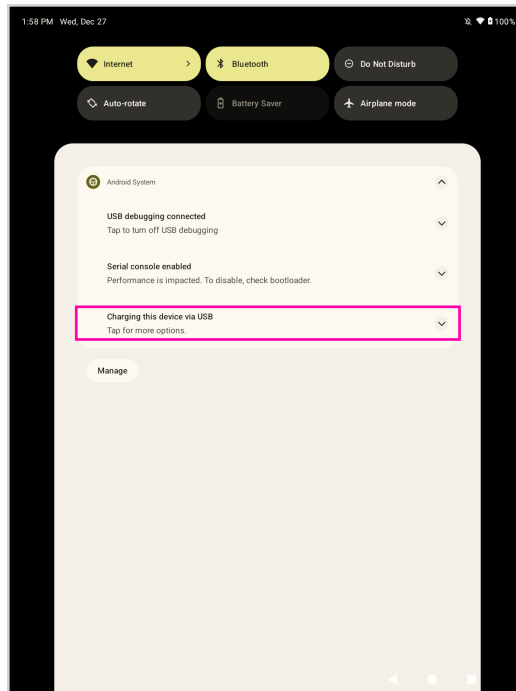 1:58 PM Wed, Dec 27 100%
Internet Bluetooth Do Not Disturb
Auto-rotate Battery Saver Airplane mode
Android System
USB debugging connected
Tap to turn off USB debugging
Serial console enabled
Performance is impacted. To disable, check bootloader.
Charging this device via USB
Tap for more options.
Manage